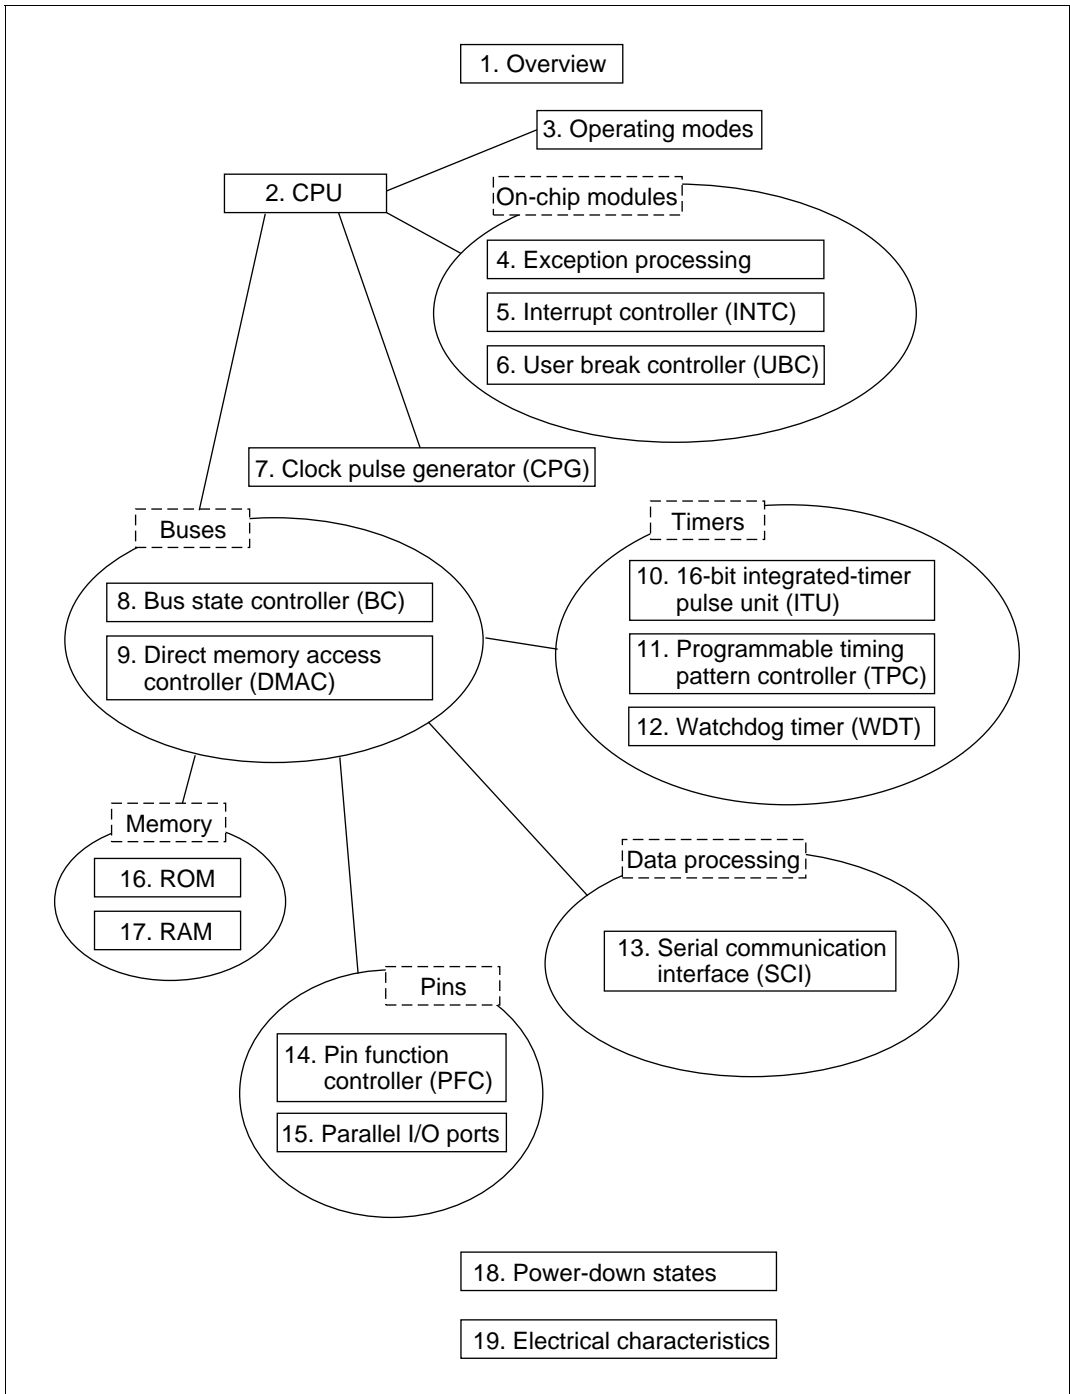 1. Overview
3. Operating modes
2. CPU
On-chip modules
4. Exception processing
5. Interrupt controller (INTC)
6. User break controller (UBC)
7. Clock pulse generator (CPG)
Buses
8. Bus state controller (BC)
9. Direct memory access
controller (DMAC)
Timers
10. 16-bit integrated-timer
pulse unit (ITU)
11. Programmable timing
pattern controller (TPC)
12. Watchdog timer (WDT)
Memory
16. ROM
17. RAM
Data processing
13. Serial communication
interface (SCI)
Pins
14. Pin function
controller (PFC)
15. Parallel I/O ports
18. Power-down states
19. Electrical characteristics